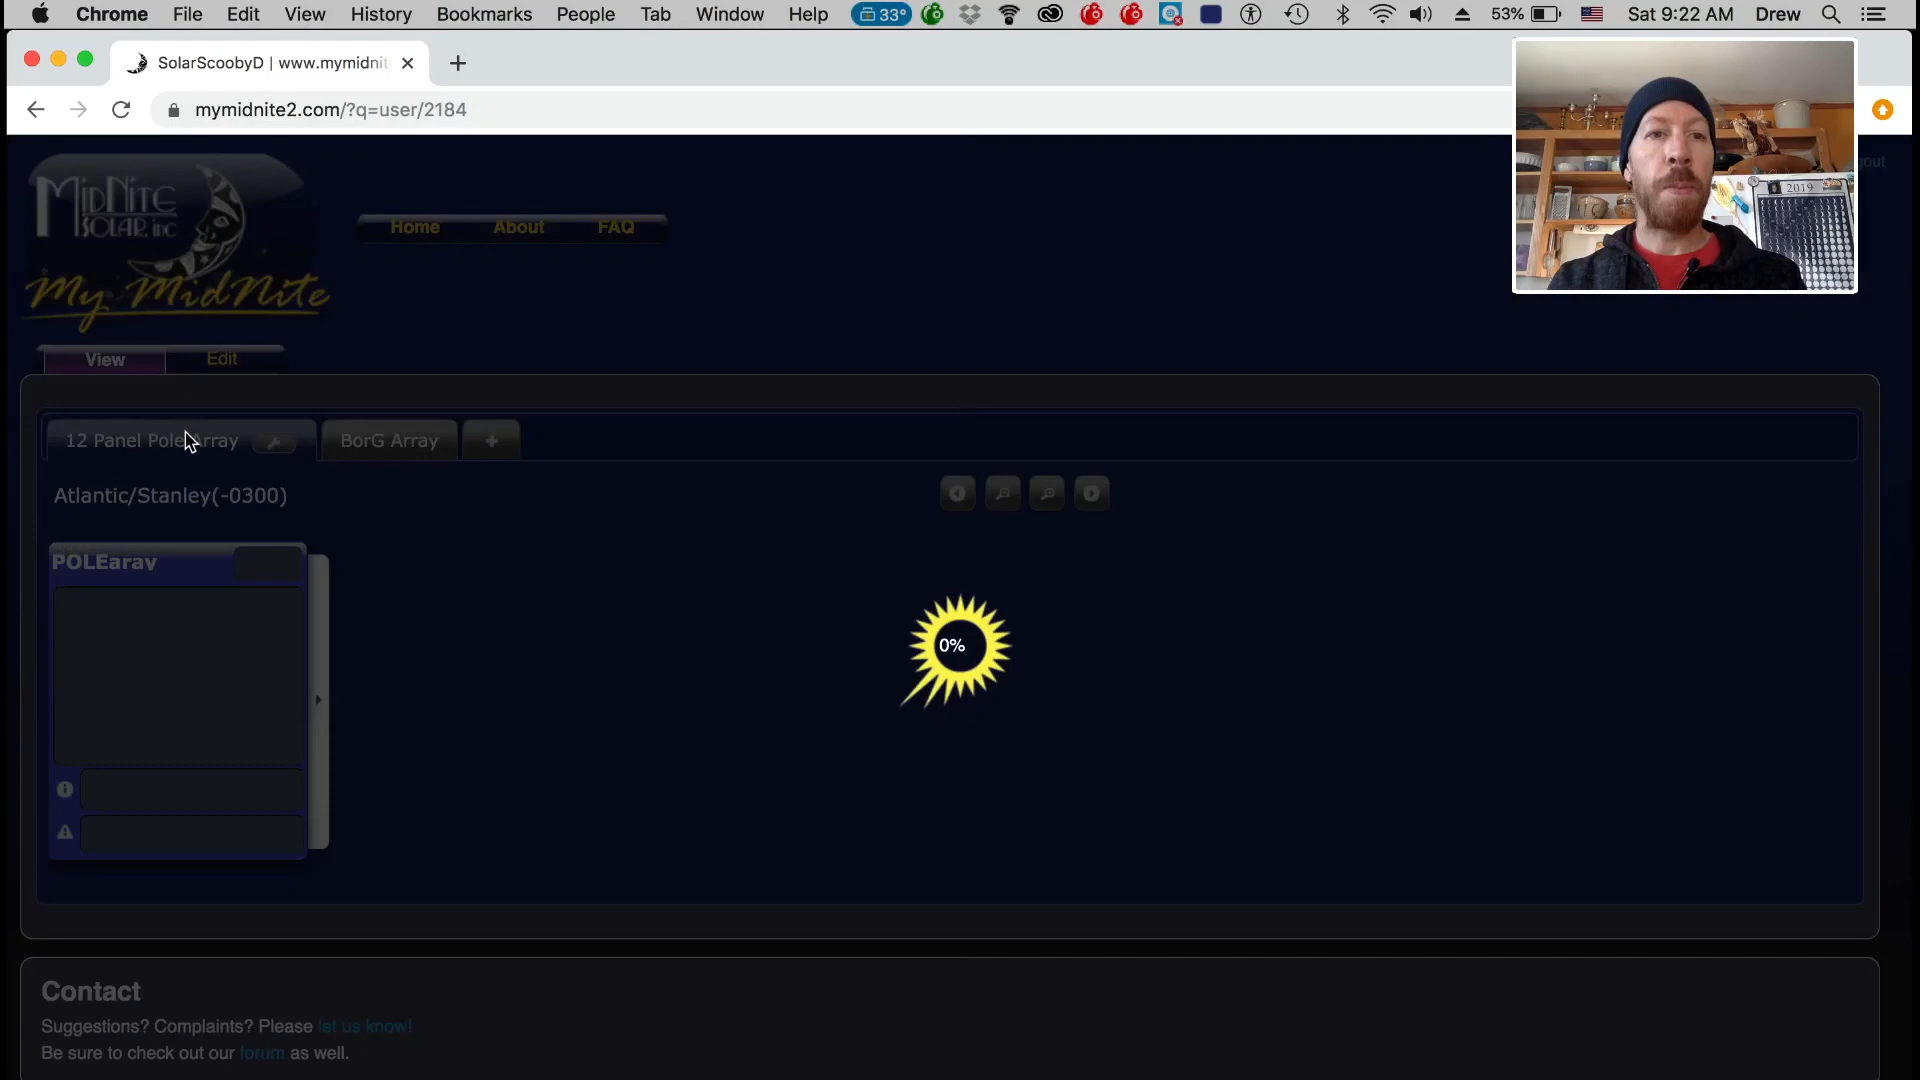 Chrome File Edit View History Bookmarks People Tab Window Help 33° 53% Sat 9:22 AM Drew
SolarScoobyD | www.mymidnit
mymidnite2.com/?q=user/2184
MidNite
Solar, inc
My MidNite
Home About FAQ
out
2019
View Edit
12 Panel Pole Array BorG Array +
Atlantic/Stanley(-0300)
POLEaray
0%
Contact
Suggestions? Complaints? Please let us know!
Be sure to check out our forum as well.